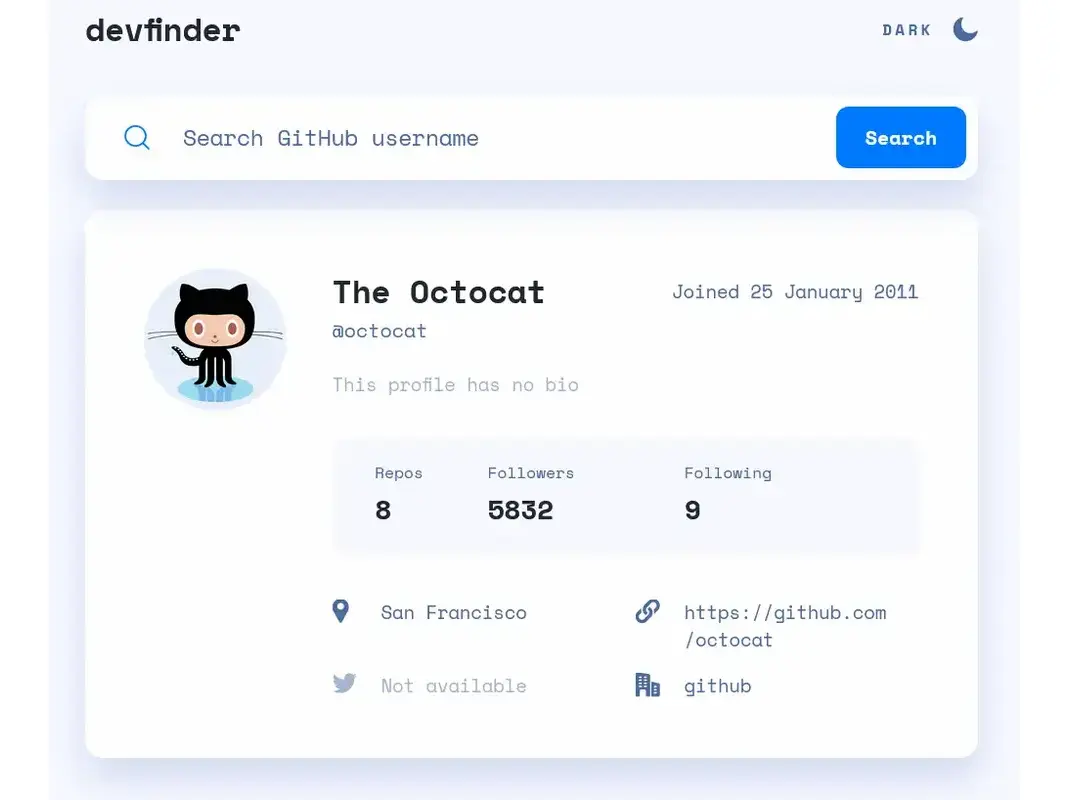 devfinder
DARK
Search GitHub username
Search
The Octocat
Joined 25 January 2011
@octocat
This profile has no bio
Repos Followers Following
8 5832 9
San Francisco
https://github.com
/octocat
Not available
github